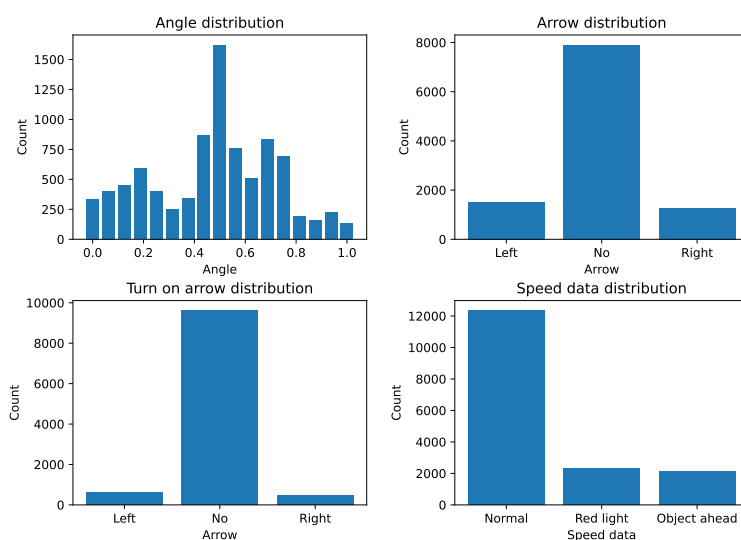 Angle distribution
1500
1250
1000
750
500
250
0
Count
0.0 0.2 0.4 0.6 0.8 1.0
Angle
Arrow distribution
8000
6000
4000
2000
0
Count
Left No Right
Arrow
Turn on arrow distribution
10000
8000
6000
4000
2000
0
Count
Left No Right
Arrow
Speed data distribution
12000
10000
8000
6000
4000
2000
0
Count
Normal Red light Object ahead
Speed data